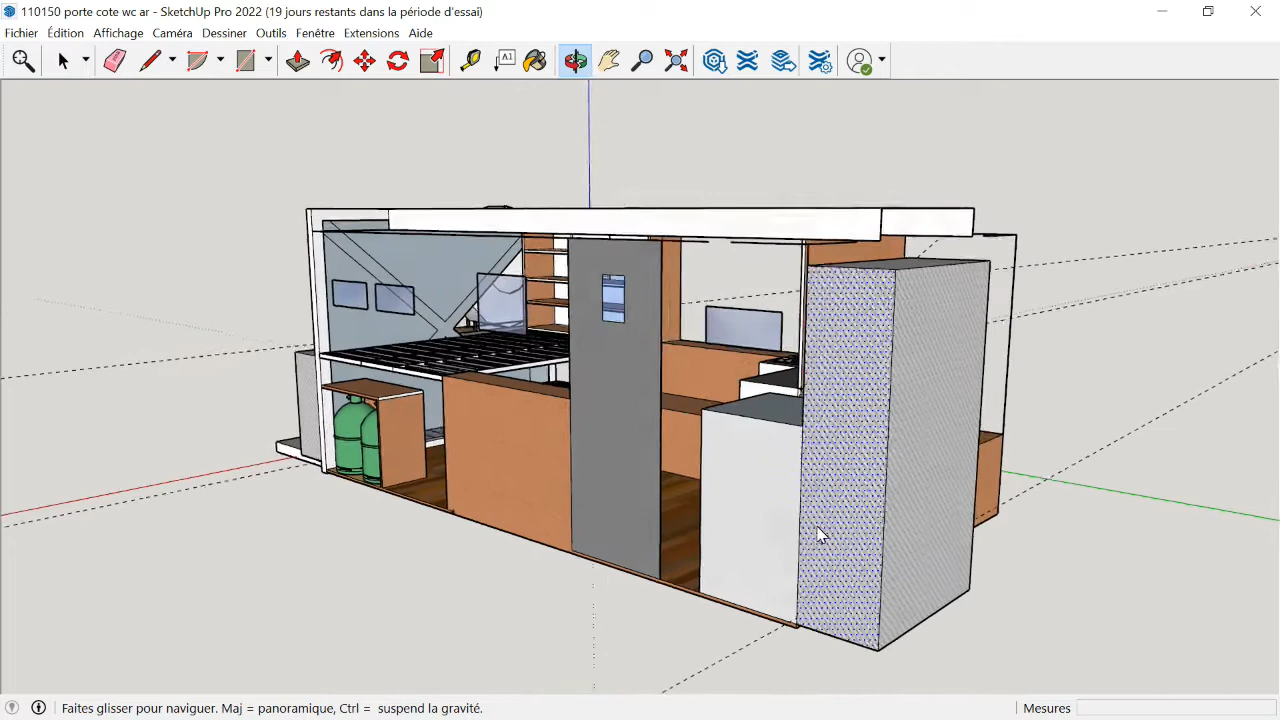 110150 porte cote wc ar - SketchUp Pro 2022 (19 jours restants dans la période d'essai)
Fichier Édition Affichage Caméra Dessiner Outils Fenêtre Extensions Aide
A1
Faites glisser pour naviguer. Maj = panoramique, Ctrl = suspend la gravité. Mesures